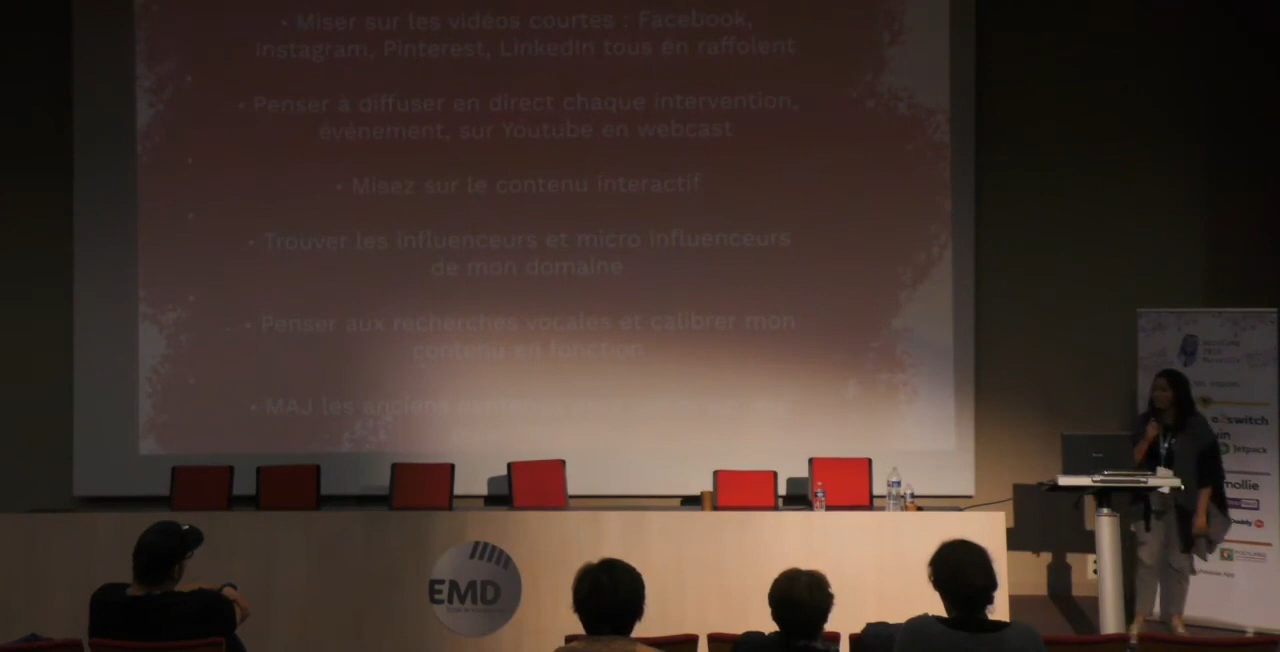 • Miser sur les vidéos courtes : Facebook,
Instagram, Pinterest, Linkedin tous en raffolent
• Penser à diffuser en direct chaque intervention,
événement, sur Youtube en webcast
• Misez sur le contenu interactif
• Trouver les influenceurs et micro influenceurs
de mon domaine
• Penser aux recherches vocales et calibrer mon
contenu en fonction
• MAJ les anciens
EMD
switch
Jetpack
mollie